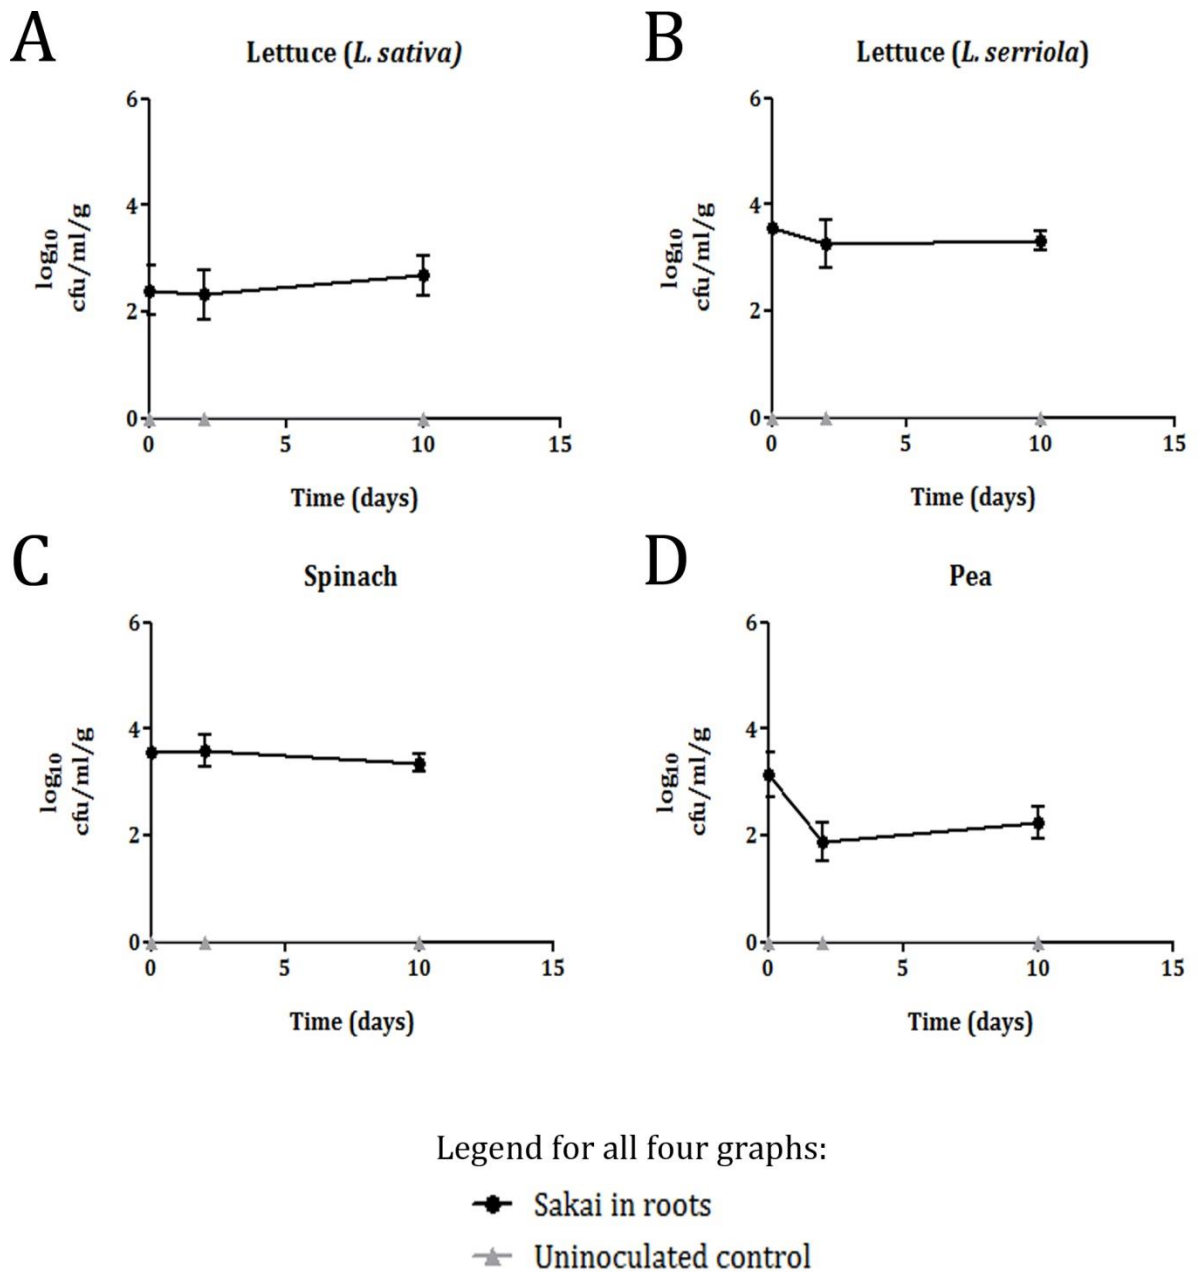 A
Lettuce (L. sativa)
6
4
2
0
log10
cfu/ml/g
0 5 10 15
Time (days)
B
Lettuce (L. serriola)
6
4
2
0
log10
cfu/ml/g
0 5 10 15
Time (days)
C
Spinach
6
4
2
0
log10
cfu/ml/g
0 5 10 15
Time (days)
D
Pea
6
4
2
0
log10
cfu/ml/g
0 5 10 15
Time (days)
Legend for all four graphs:
Sakai in roots
Uninoculated control